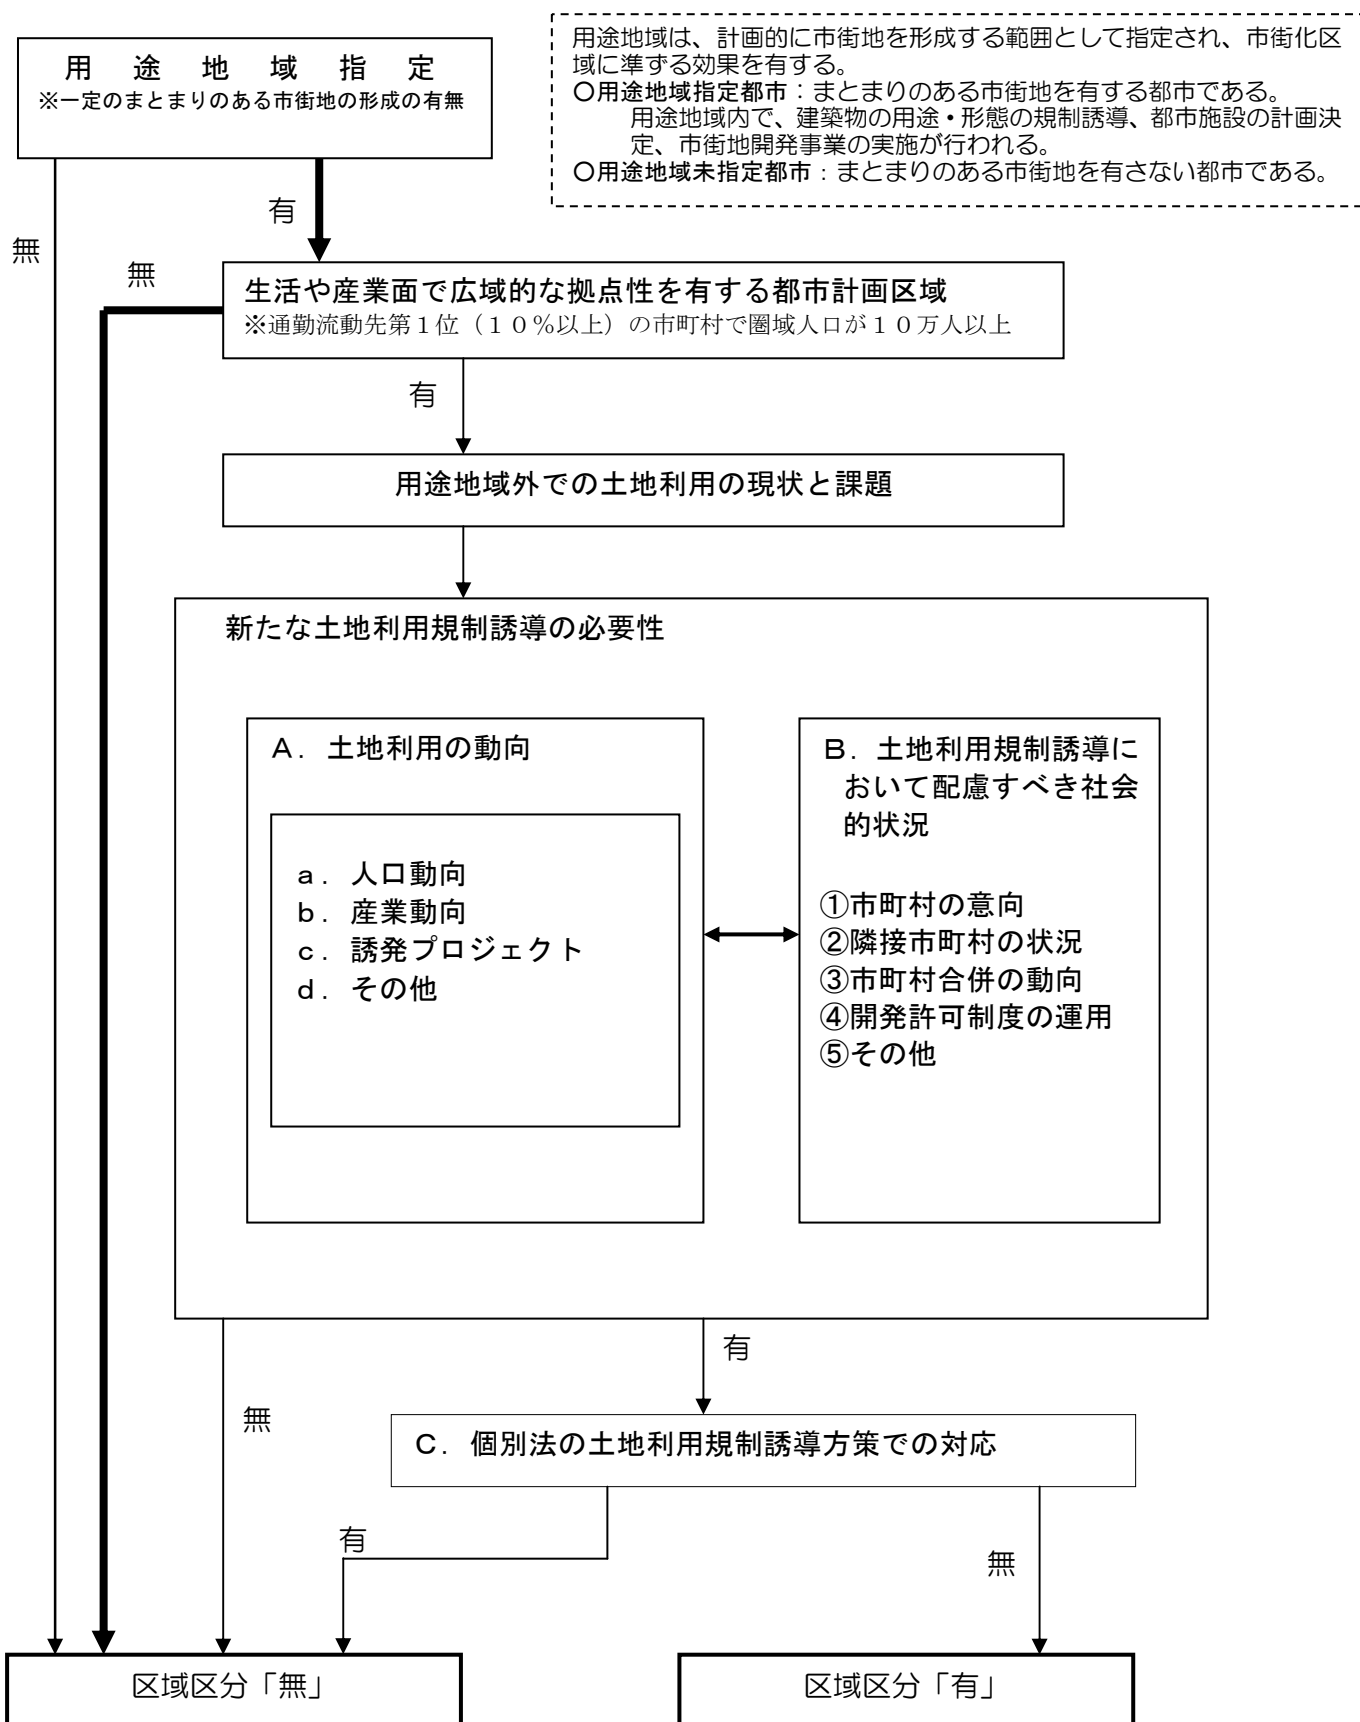 用途地域指定
※一定のまとまりのある市街地の形成の有無
用途地域は、計画的に市街地を形成する範囲として指定され、市街化区
域に準ずる効果を有する。
〇用途地域指定都市：まとまりのある市街地を有する都市である。
用途地域内で、建築物の用途・形態の規制誘導、都市施設の計画決
定、市街地開発事業の実施が行われる。
〇用途地域未指定都市：まとまりのある市街地を有さない都市である。
有
無
無
生活や産業面で広域的な拠点性を有する都市計画区域
※通勤流動先第１位（１０％以上）の市町村で圏域人口が１０万人以上
有
用途地域外での土地利用の現状と課題
新たな土地利用規制誘導の必要性
Ａ．土地利用の動向
ａ．人口動向
ｂ．産業動向
ｃ．誘発プロジェクト
ｄ．その他
Ｂ．土地利用規制誘導に
おいて配慮すべき社会
的状況
①市町村の意向
②隣接市町村の状況
③市町村合併の動向
④開発許可制度の運用
⑤その他
有
無
Ｃ．個別法の土地利用規制誘導方策での対応
有
無
区域区分「無」
区域区分「有」